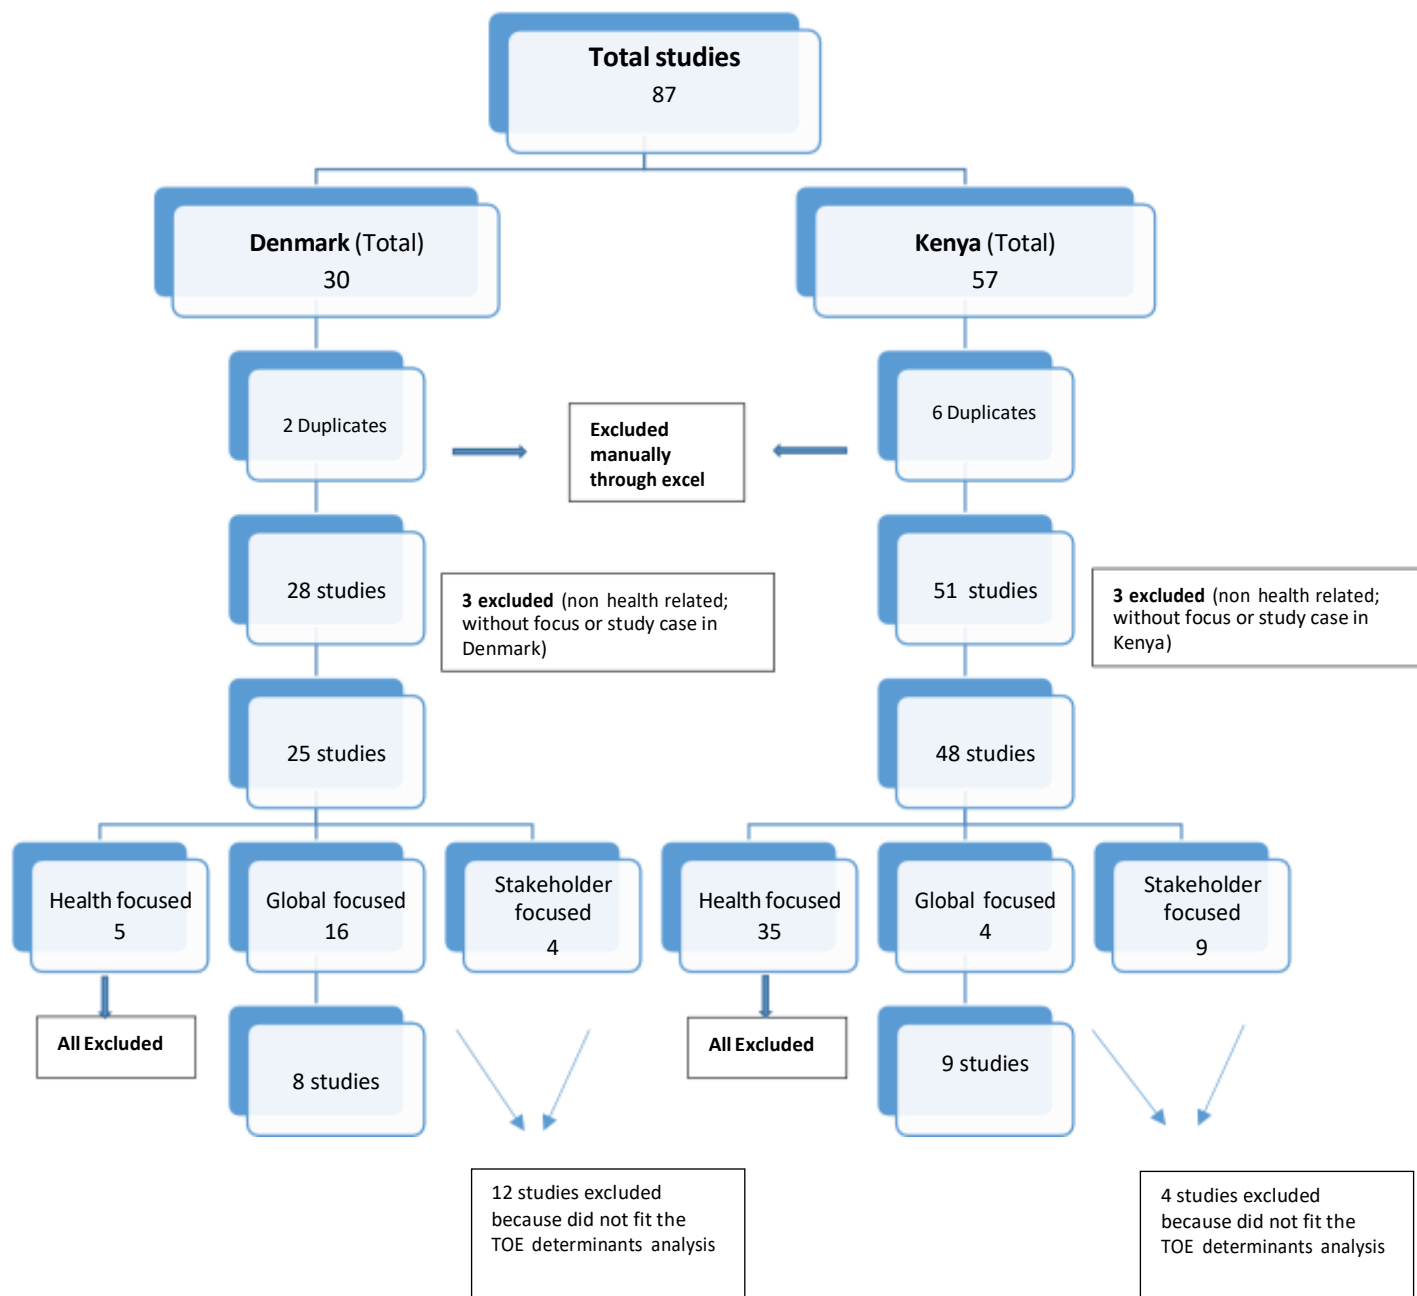 Total studies
87
Denmark (Total)
30
Kenya (Total)
57
2 Duplicates
Excluded
manually
through excel
6 Duplicates
28 studies
3 excluded (non health related;
without focus or study case in
Denmark)
51 studies
3 excluded (non health related;
without focus or study case in
Kenya)
25 studies
48 studies
Health focused
5
Global focused
16
Stakeholder
focused
4
Health focused
35
Global focused
4
Stakeholder
focused
9
All Excluded
8 studies
All Excluded
9 studies
12 studies excluded
because did not fit the
TOE determinants analysis
4 studies excluded
because did not fit the
TOE determinants analysis